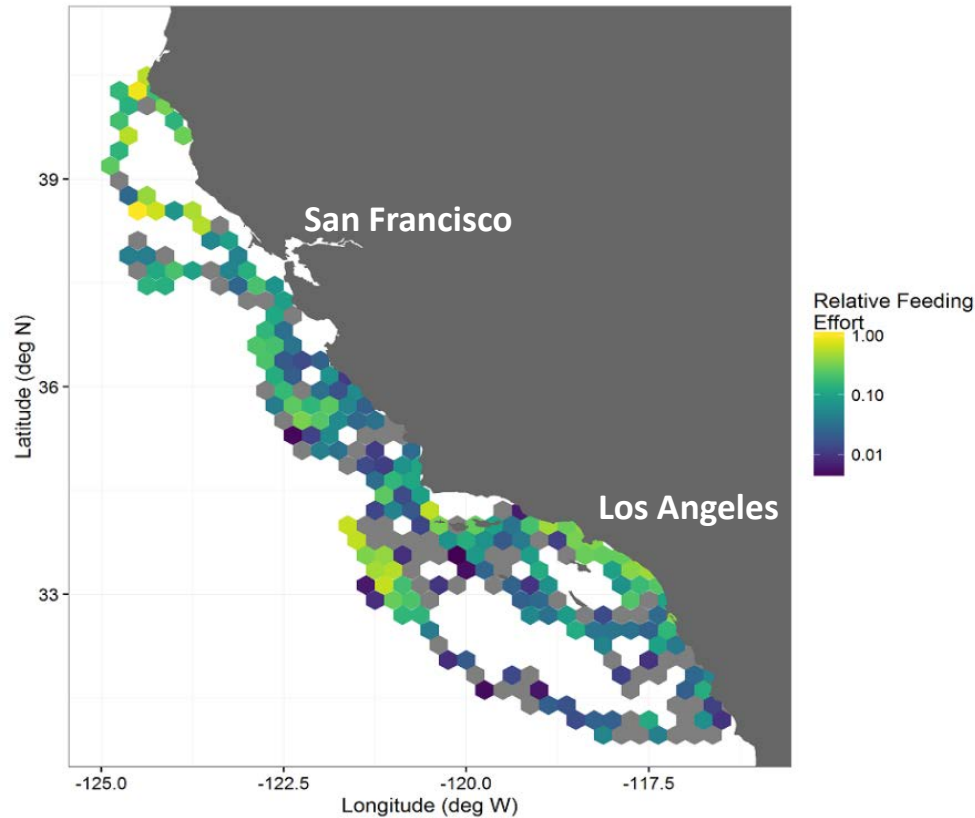 39
San Francisco
Relative Feeding
Effort
1.00
36
0.10
0.01
Latitude (deg N)
Los Angeles
33
-125.0
-122.5
-120.0
-117.5
Longitude (deg W)